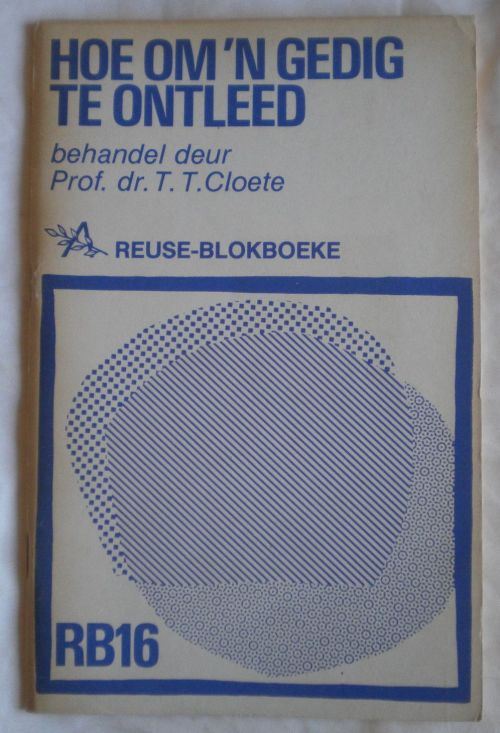 HOE OM 'N GEDIG
TE ONTLEED
behandel deur
Prof. dr. T. T. Cloete
REUSE-BLOKBOEKE
RB16